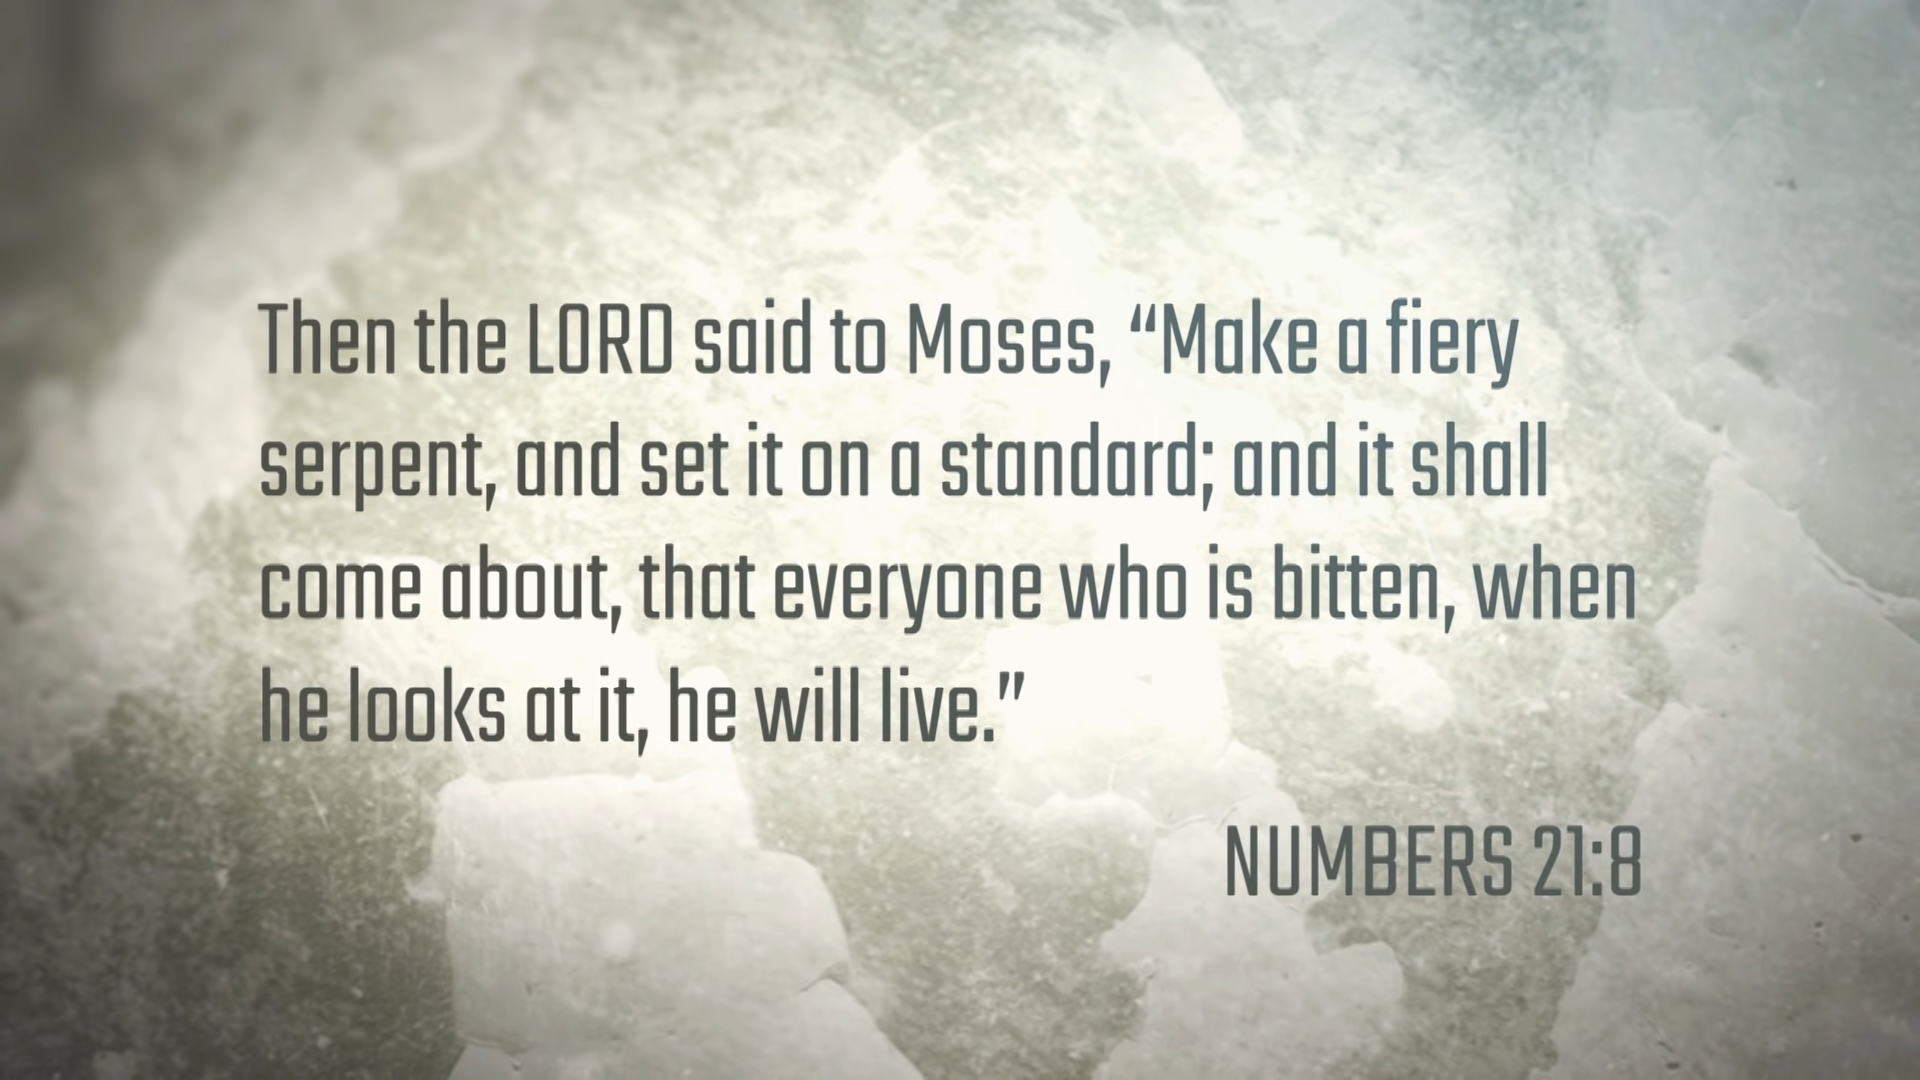 Then the LORD said to Moses, “Make a fiery
serpent, and set it on a standard; and it shall
come about, that everyone who is bitten, when
he looks at it, he will live.”
NUMBERS 21:8